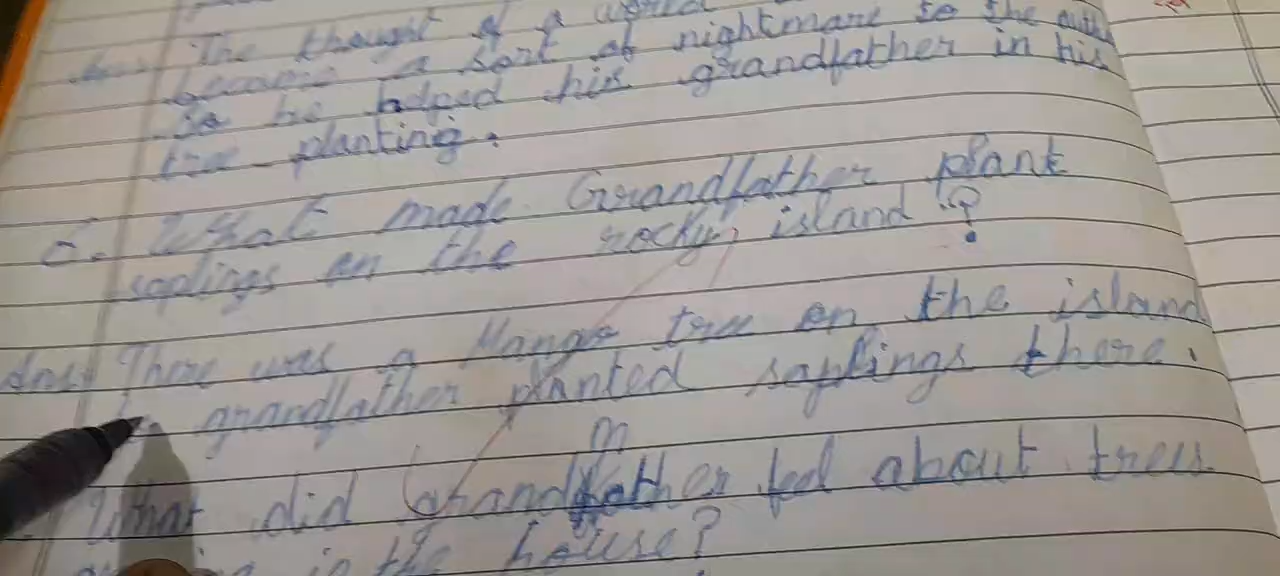 The thought of a world
became a sort of nightmare to the auth
So he helped his grandfather in his
tree-planting.
c. What made Grandfather plant
saplings on the rocky island?
Ans) There was a Mango tree on the island
So grandfather planted saplings there.
What did Grandfather feel about trees
in the house?